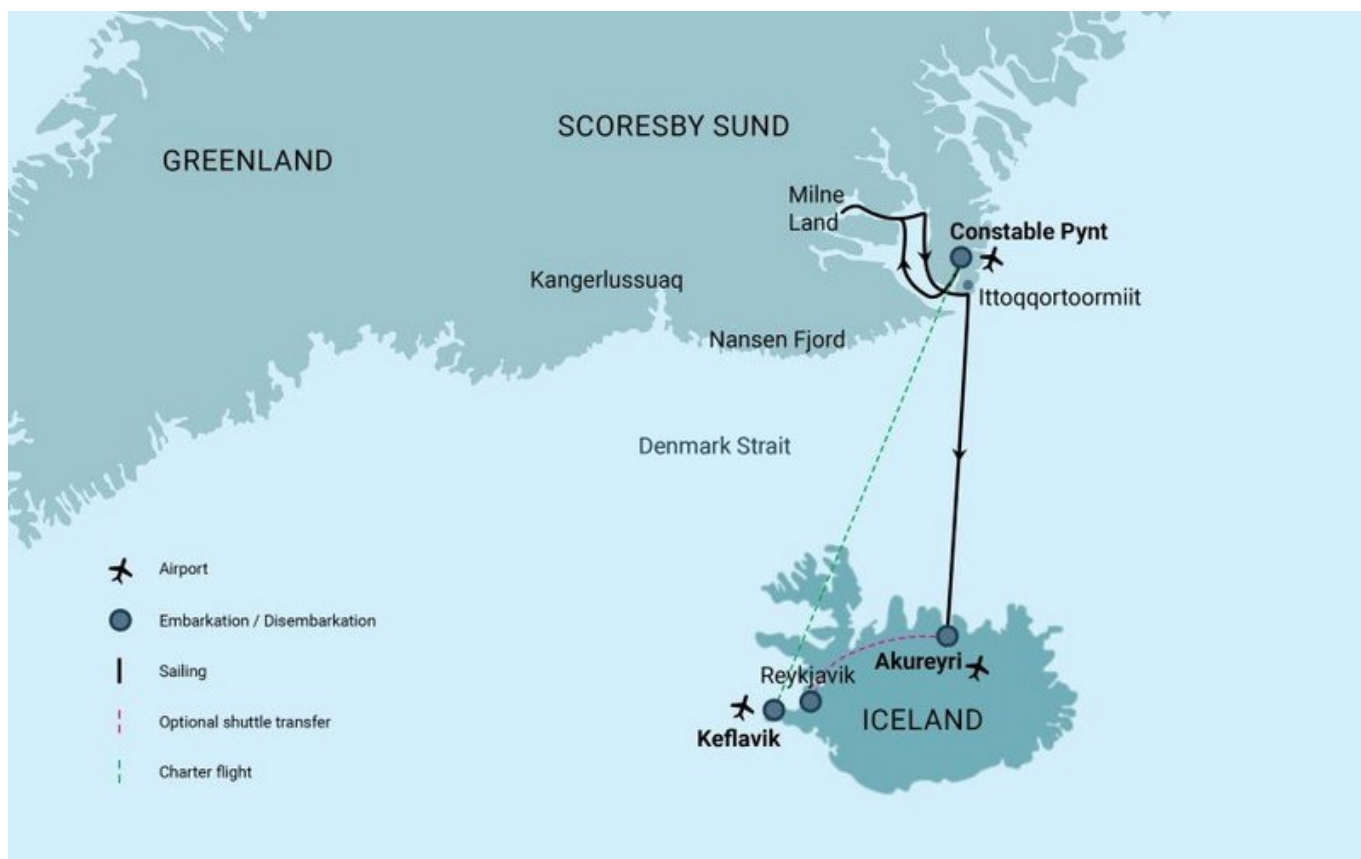 SCORESBY SUND
GREENLAND
Milne
Land
Constable Pynt
Kangerlussuaq
Ittoqqortoormiit
Nansen Fjord
Denmark Strait
Airport
Embarkation / Disembarkation
Sailing
Optional shuttle transfer
Charter flight
Reykjavik
Akureyri
Keflavik
ICELAND